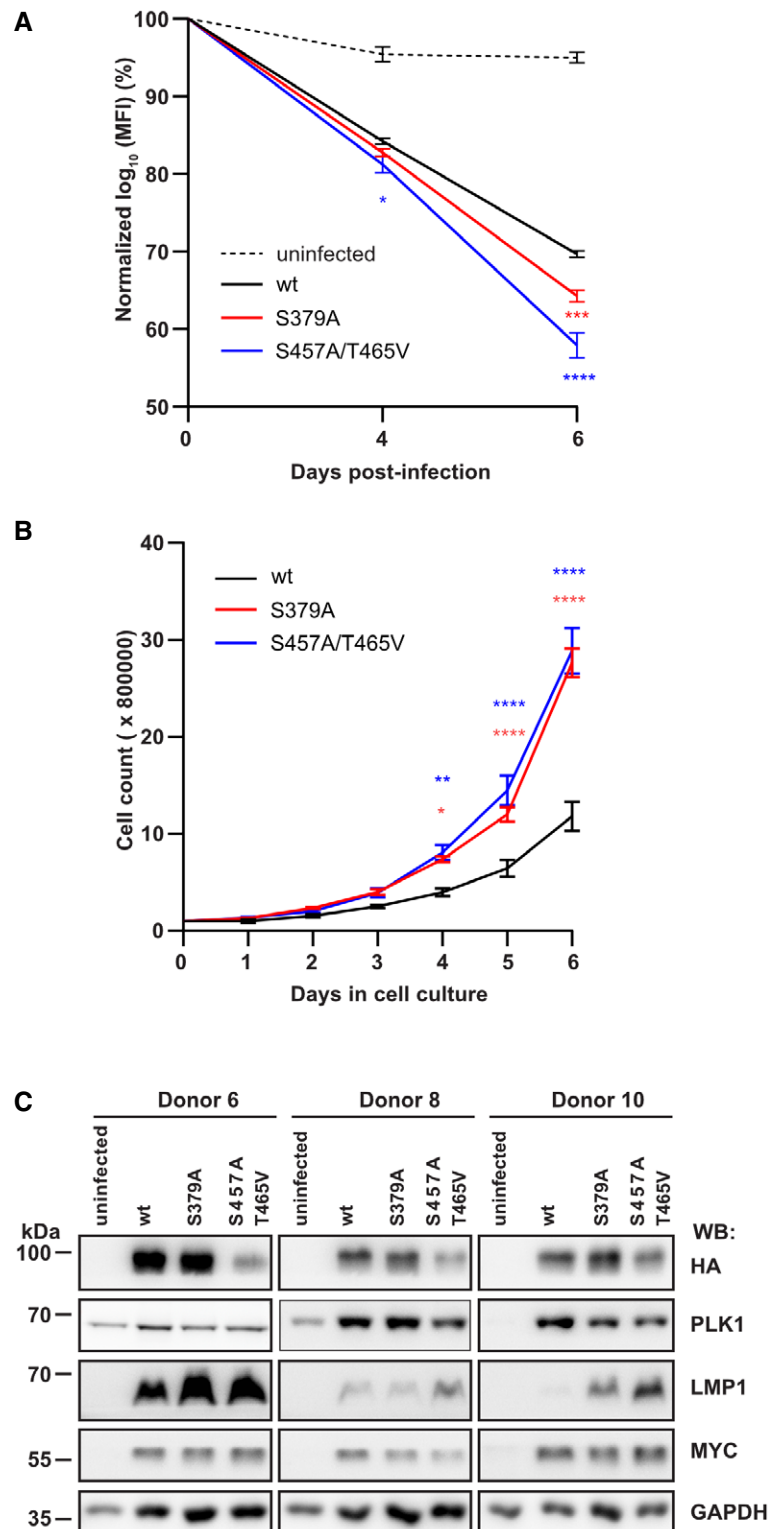 A
Normalized log10 (MFI) (%)
100
90
80
70
60
50
uninfected
wt
S379A
S457A/T465V
*
***
****
0 4 6
Days post-infection
B
Cell count ( x 800000)
40
30
20
10
0
wt
S379A
S457A/T465V
**
*
****
****
****
****
0 1 2 3 4 5 6
Days in cell culture
C
Donor 6 Donor 8 Donor 10
uninfected wt S379A S457A T465V uninfected wt S379A S457A T465V uninfected wt S379A S457A T465V
kDa WB:
100 HA
70 PLK1
70 LMP1
55 MYC
35 GAPDH